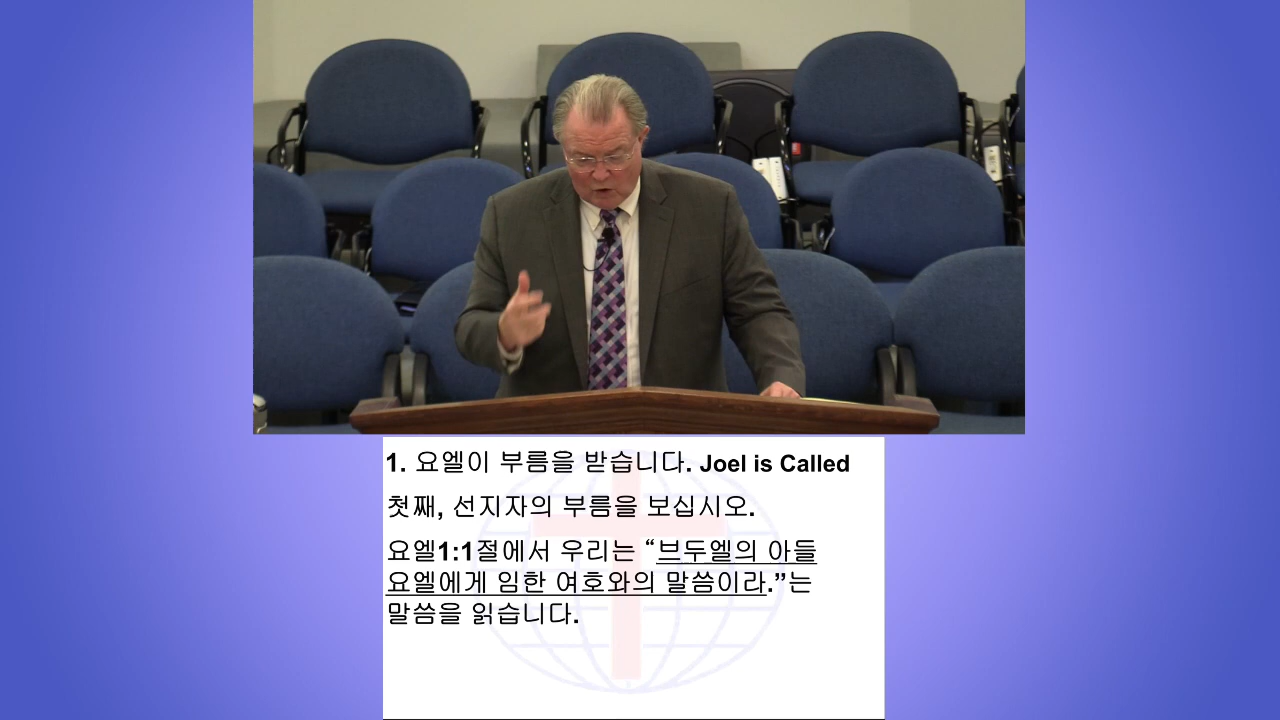 1. 요엘이 부름을 받습니다. Joel is Called
첫째, 선지자의 부름을 보십시오.
요엘1:1절에서 우리는 “브두엘의 아들
요엘에게 임한 여호와의 말씀이라.”는
말씀을 읽습니다.